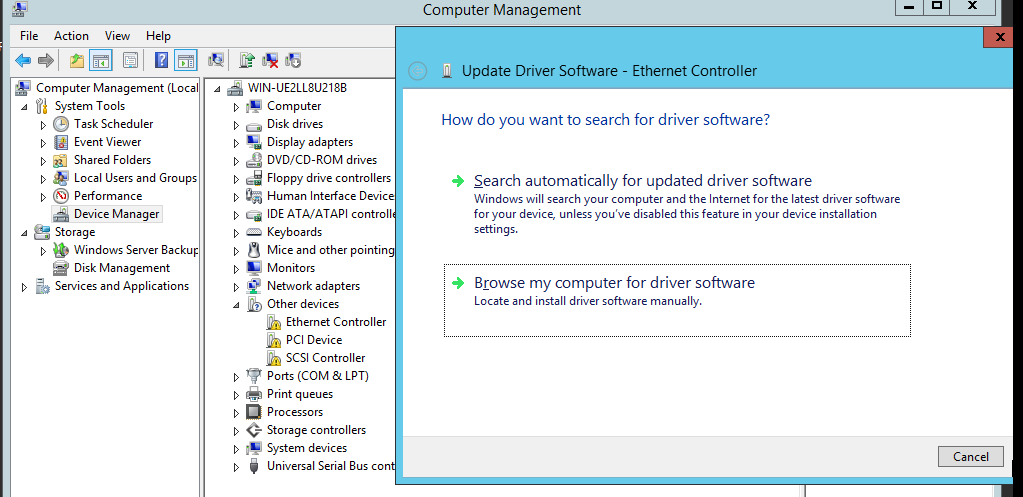 Computer Management
File Action View Help
Computer Management (Local
System Tools
Task Scheduler
Event Viewer
Shared Folders
Local Users and Groups
Performance
Device Manager
Storage
Windows Server Backup
Disk Management
Services and Applications
WIN-UE2LL8U218B
Computer
Disk drives
Display adapters
DVD/CD-ROM drives
Floppy drive controllers
Human Interface Device
IDE ATA/ATAPI controlle
Keyboards
Mice and other pointing
Monitors
Network adapters
Other devices
Ethernet Controller
PCI Device
SCSI Controller
Ports (COM & LPT)
Print queues
Processors
Storage controllers
System devices
Universal Serial Bus cont
Update Driver Software - Ethernet Controller
How do you want to search for driver software?
Search automatically for updated driver software
Windows will search your computer and the Internet for the latest driver software
for your device, unless you've disabled this feature in your device installation
settings.
Browse my computer for driver software
Locate and install driver software manually.
Cancel